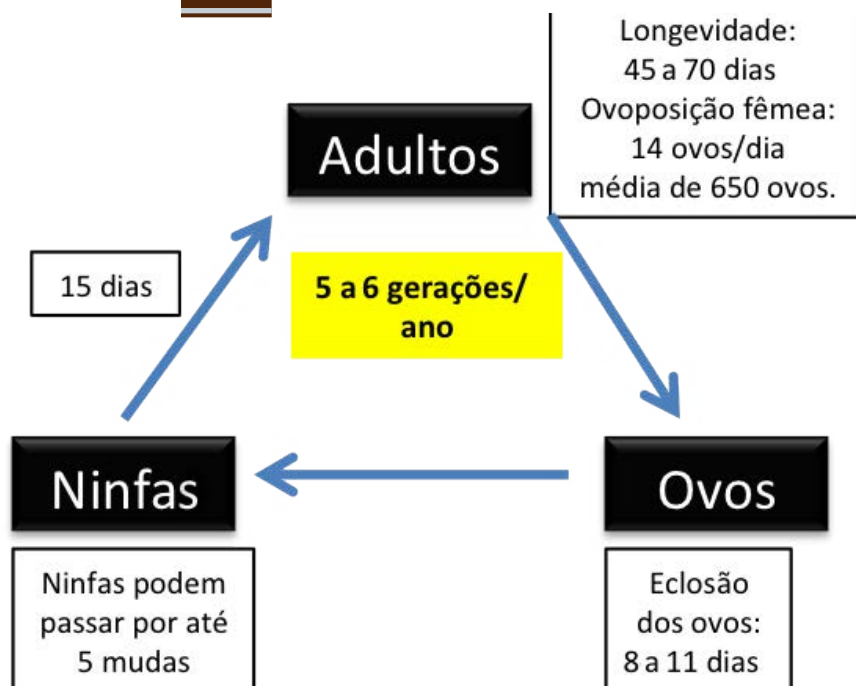 Longevidade:
45 a 70 dias
Ovoposição fêmea:
14 ovos/dia
média de 650 ovos.
Adultos
15 dias
5 a 6 gerações/
ano
Ninfas
Ovos
Ninfas podem
passar por até
5 mudas
Eclosão
dos ovos:
8 a 11 dias